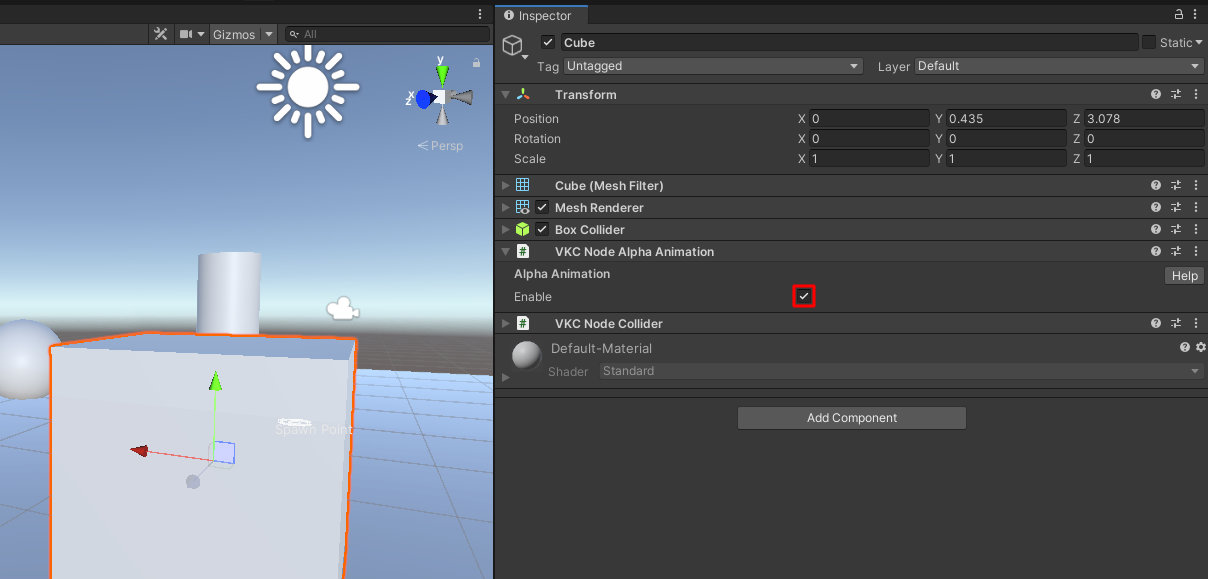 Inspector
Gizmos
All
Cube
Static
Tag Untagged
Layer Default
Transform
Position X 0 Y 0.435 Z 3.078
Rotation X 0 Y 0 Z 0
Scale X 1 Y 1 Z 1
Cube (Mesh Filter)
Mesh Renderer
Box Collider
# VKC Node Alpha Animation
Alpha Animation
Help
Enable
# VKC Node Collider
Default-Material
Shader Standard
Add Component
y
x
z
Persp
Spawn Point